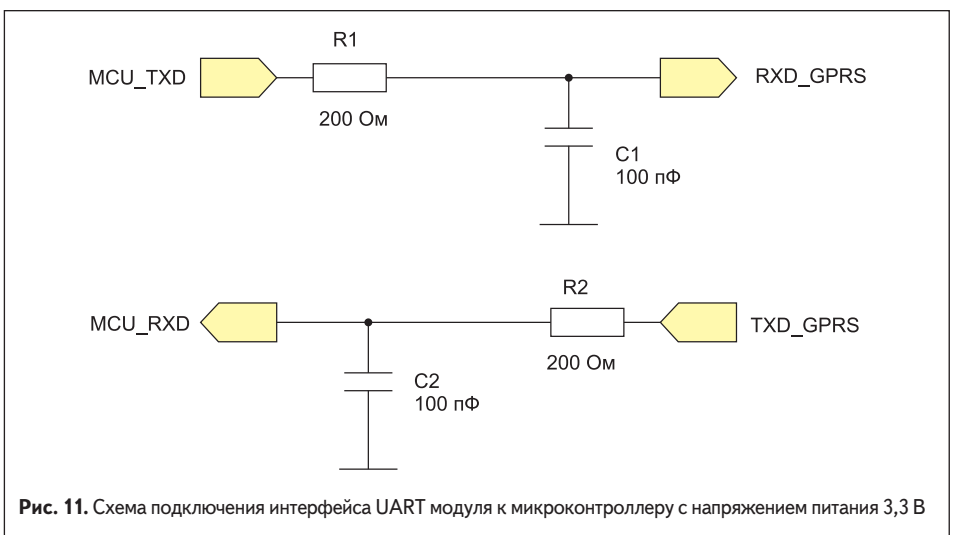 R1
MCU_TXD
RXD_GPRS
200 Ом
C1
100 пФ
R2
MCU_RXD
TXD_GPRS
200 Ом
C2
100 пФ
Рис. 11. Схема подключения интерфейса UART модуля к микроконтроллеру с напряжением питания 3,3 В